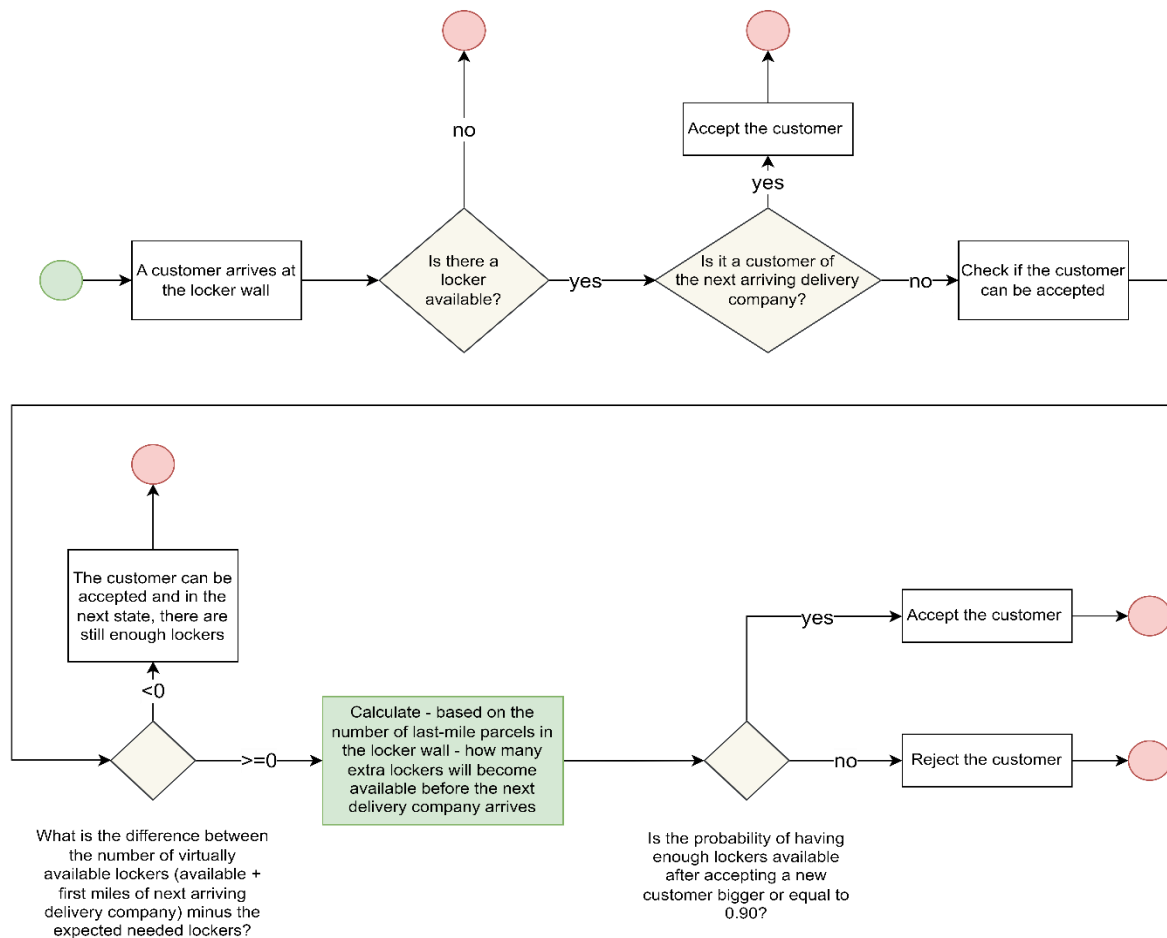 no
Accept the customer
yes
A customer arrives at
the locker wall
Is there a
locker
available?
yes
Is it a customer of
the next arriving delivery
company?
no
Check if the customer
can be accepted
The customer can be
accepted and in the
next state, there are
still enough lockers
<0
>=0
Calculate - based on the
number of last-mile parcels in
the locker wall - how many
extra lockers will become
available before the next
delivery company arrives
yes
Accept the customer
no
Reject the customer
What is the difference between
the number of virtually
available lockers (available +
first miles of next arriving
delivery company) minus the
expected needed lockers?
Is the probability of having
enough lockers available
after accepting a new
customer bigger or equal to
0.90?